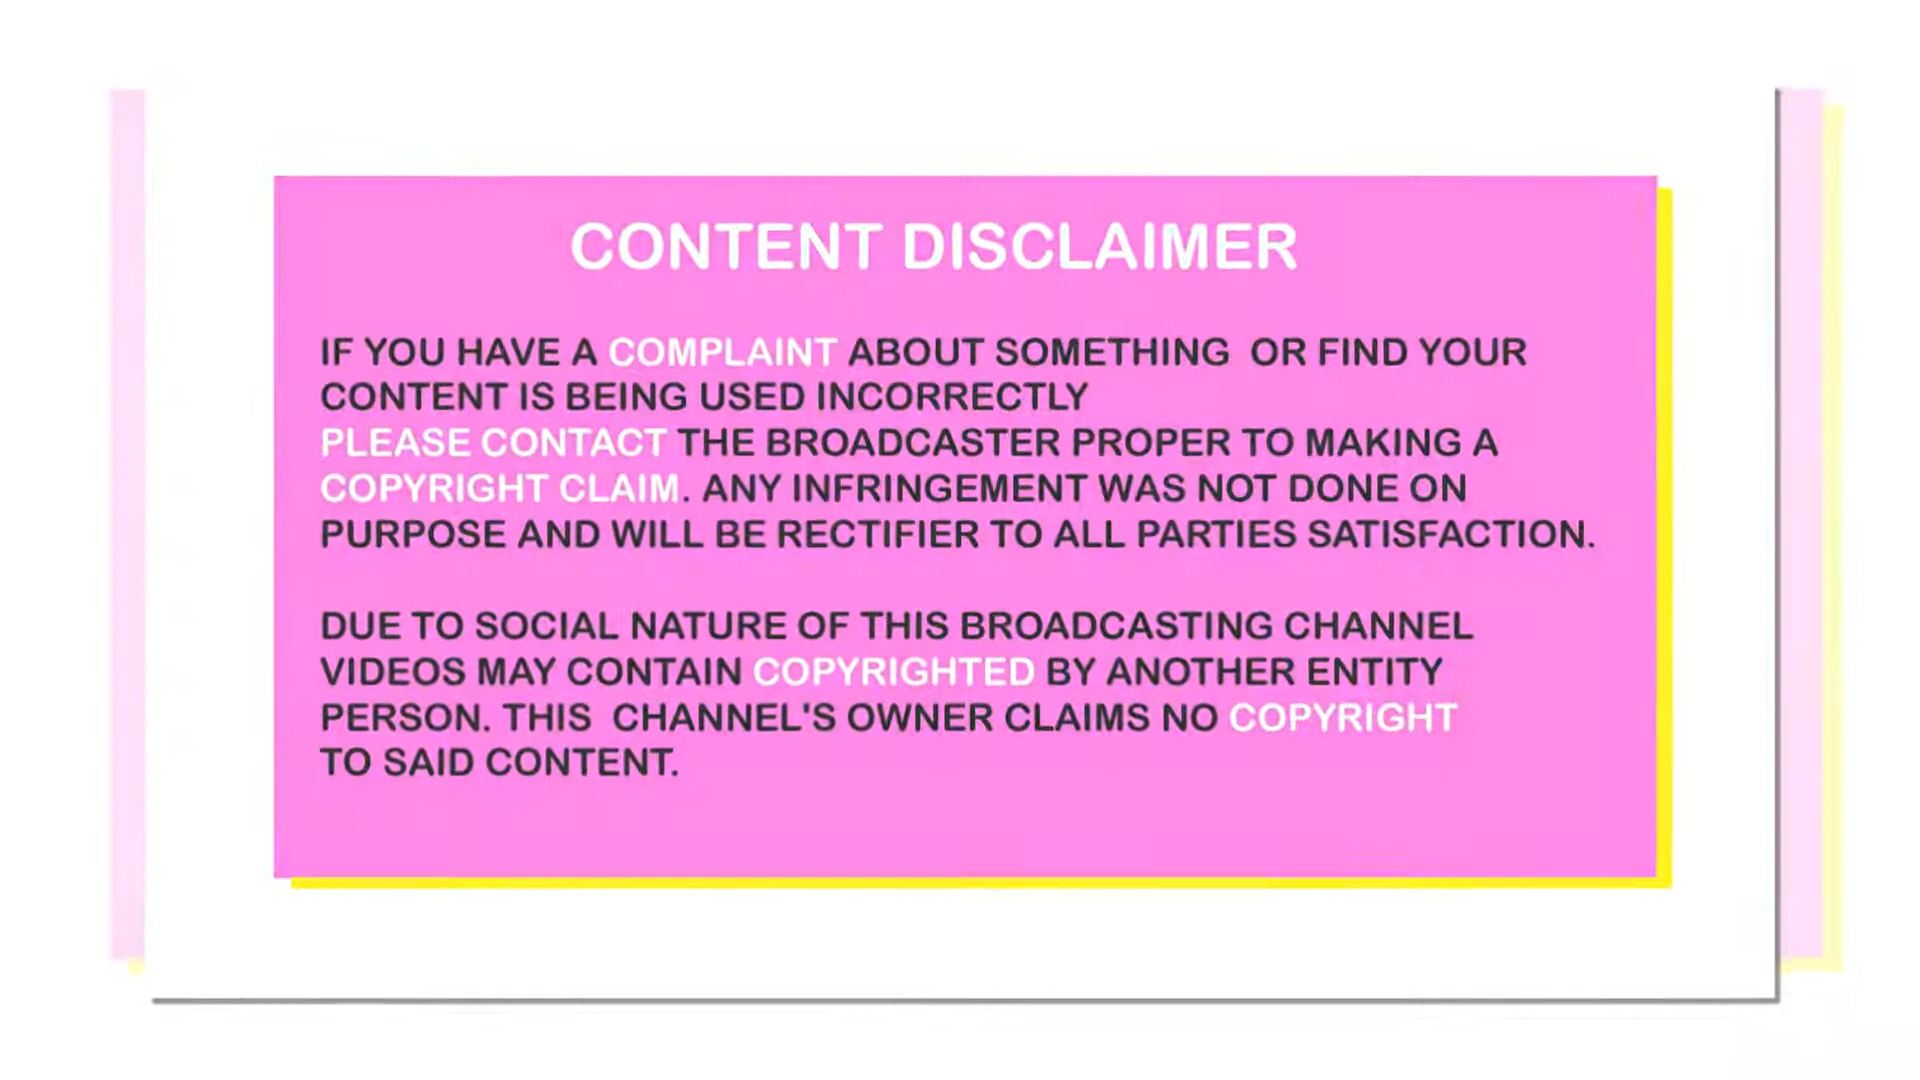 CONTENT DISCLAIMER
IF YOU HAVE A COMPLAINT ABOUT SOMETHING OR FIND YOUR
CONTENT IS BEING USED INCORRECTLY
PLEASE CONTACT THE BROADCASTER PROPER TO MAKING A
COPYRIGHT CLAIM. ANY INFRINGEMENT WAS NOT DONE ON
PURPOSE AND WILL BE RECTIFIER TO ALL PARTIES SATISFACTION.
DUE TO SOCIAL NATURE OF THIS BROADCASTING CHANNEL
VIDEOS MAY CONTAIN COPYRIGHTED BY ANOTHER ENTITY
PERSON. THIS CHANNEL'S OWNER CLAIMS NO COPYRIGHT
TO SAID CONTENT.